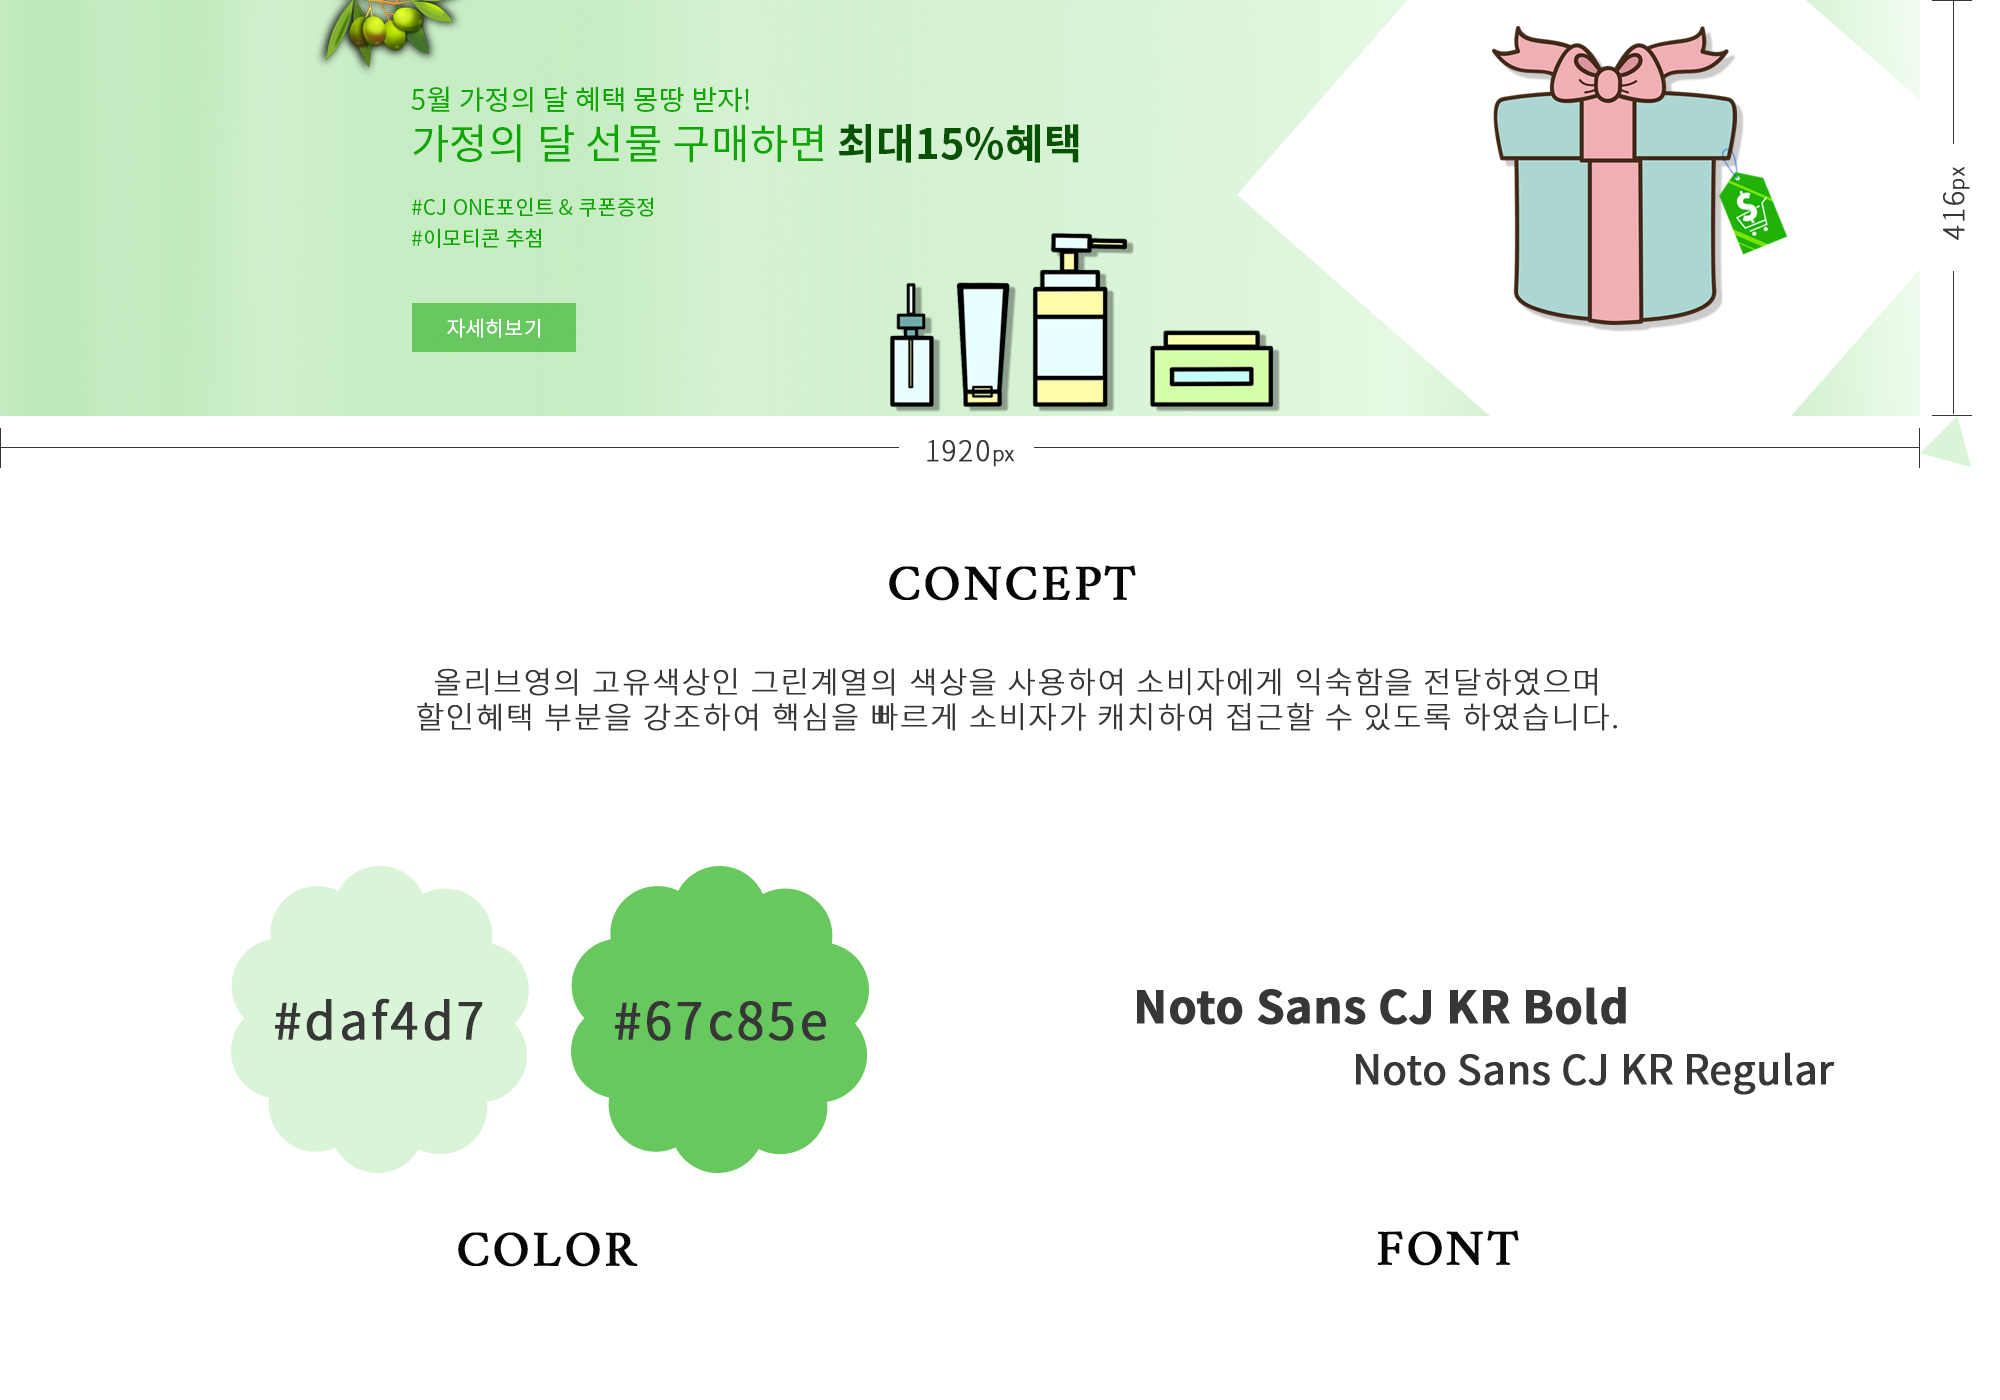 5월 가정의 달 혜택 몽땅 받자!
가정의 달 선물 구매하면 최대15%혜택
#CJ ONE포인트 & 쿠폰증정
#이모티콘 추첨
자세히보기
$
416px
1920px
CONCEPT
올리브영의 고유색상인 그린계열의 색상을 사용하여 소비자에게 익숙함을 전달하였으며
할인혜택 부분을 강조하여 핵심을 빠르게 소비자가 캐치하여 접근할 수 있도록 하였습니다.
#daf4d7
#67c85e
Noto Sans CJ KR Bold
Noto Sans CJ KR Regular
COLOR
FONT